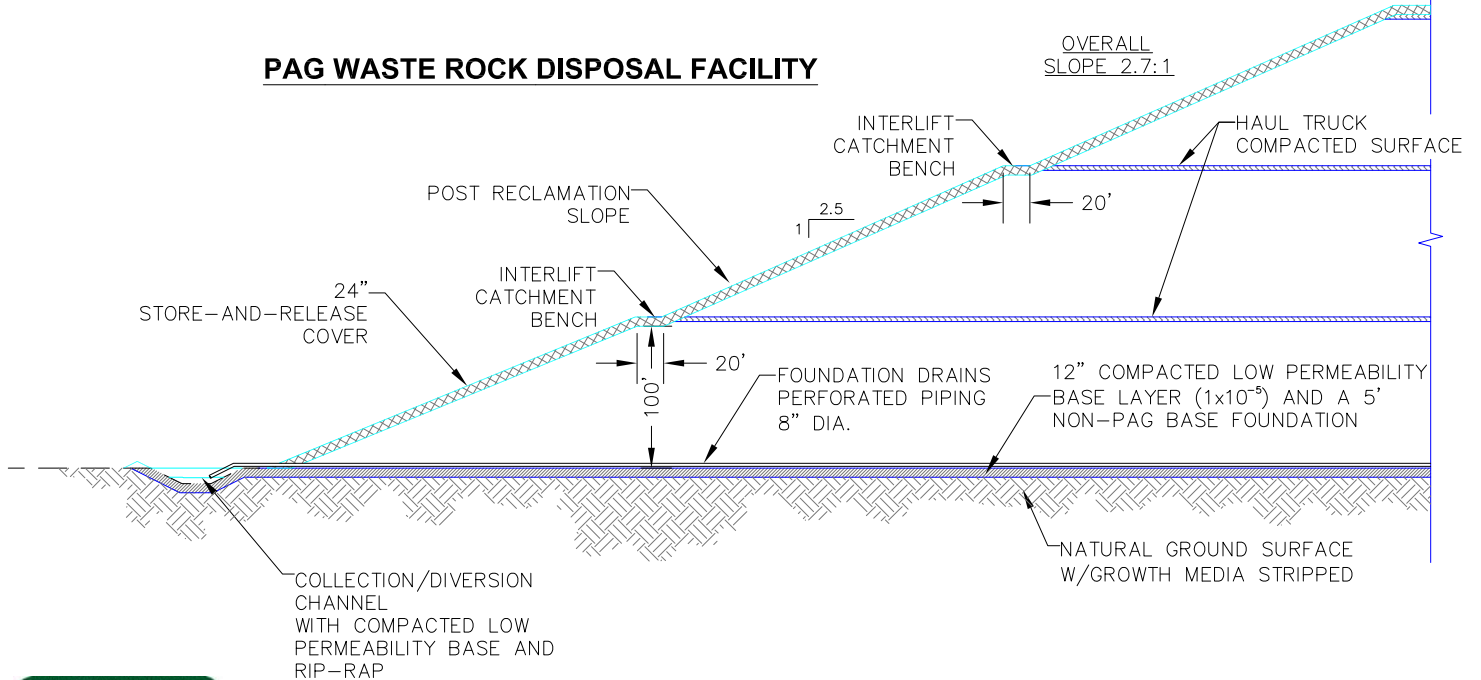 PAG WASTE ROCK DISPOSAL FACILITY
OVERALL
SLOPE 2.7:1
INTERLIFT
CATCHMENT
BENCH
HAUL TRUCK
COMPACTED SURFACE
POST RECLAMATION
SLOPE
20'
2.5
1
INTERLIFT
CATCHMENT
BENCH
24"
STORE-AND-RELEASE
COVER
20'
100'
FOUNDATION DRAINS
PERFORATED PIPING
8" DIA.
12" COMPACTED LOW PERMEABILITY
BASE LAYER (1x10⁻⁵) AND A 5'
NON-PAG BASE FOUNDATION
NATURAL GROUND SURFACE
W/GROWTH MEDIA STRIPPED
COLLECTION/DIVERSION
CHANNEL
WITH COMPACTED LOW
PERMEABILITY BASE AND
RIP-RAP